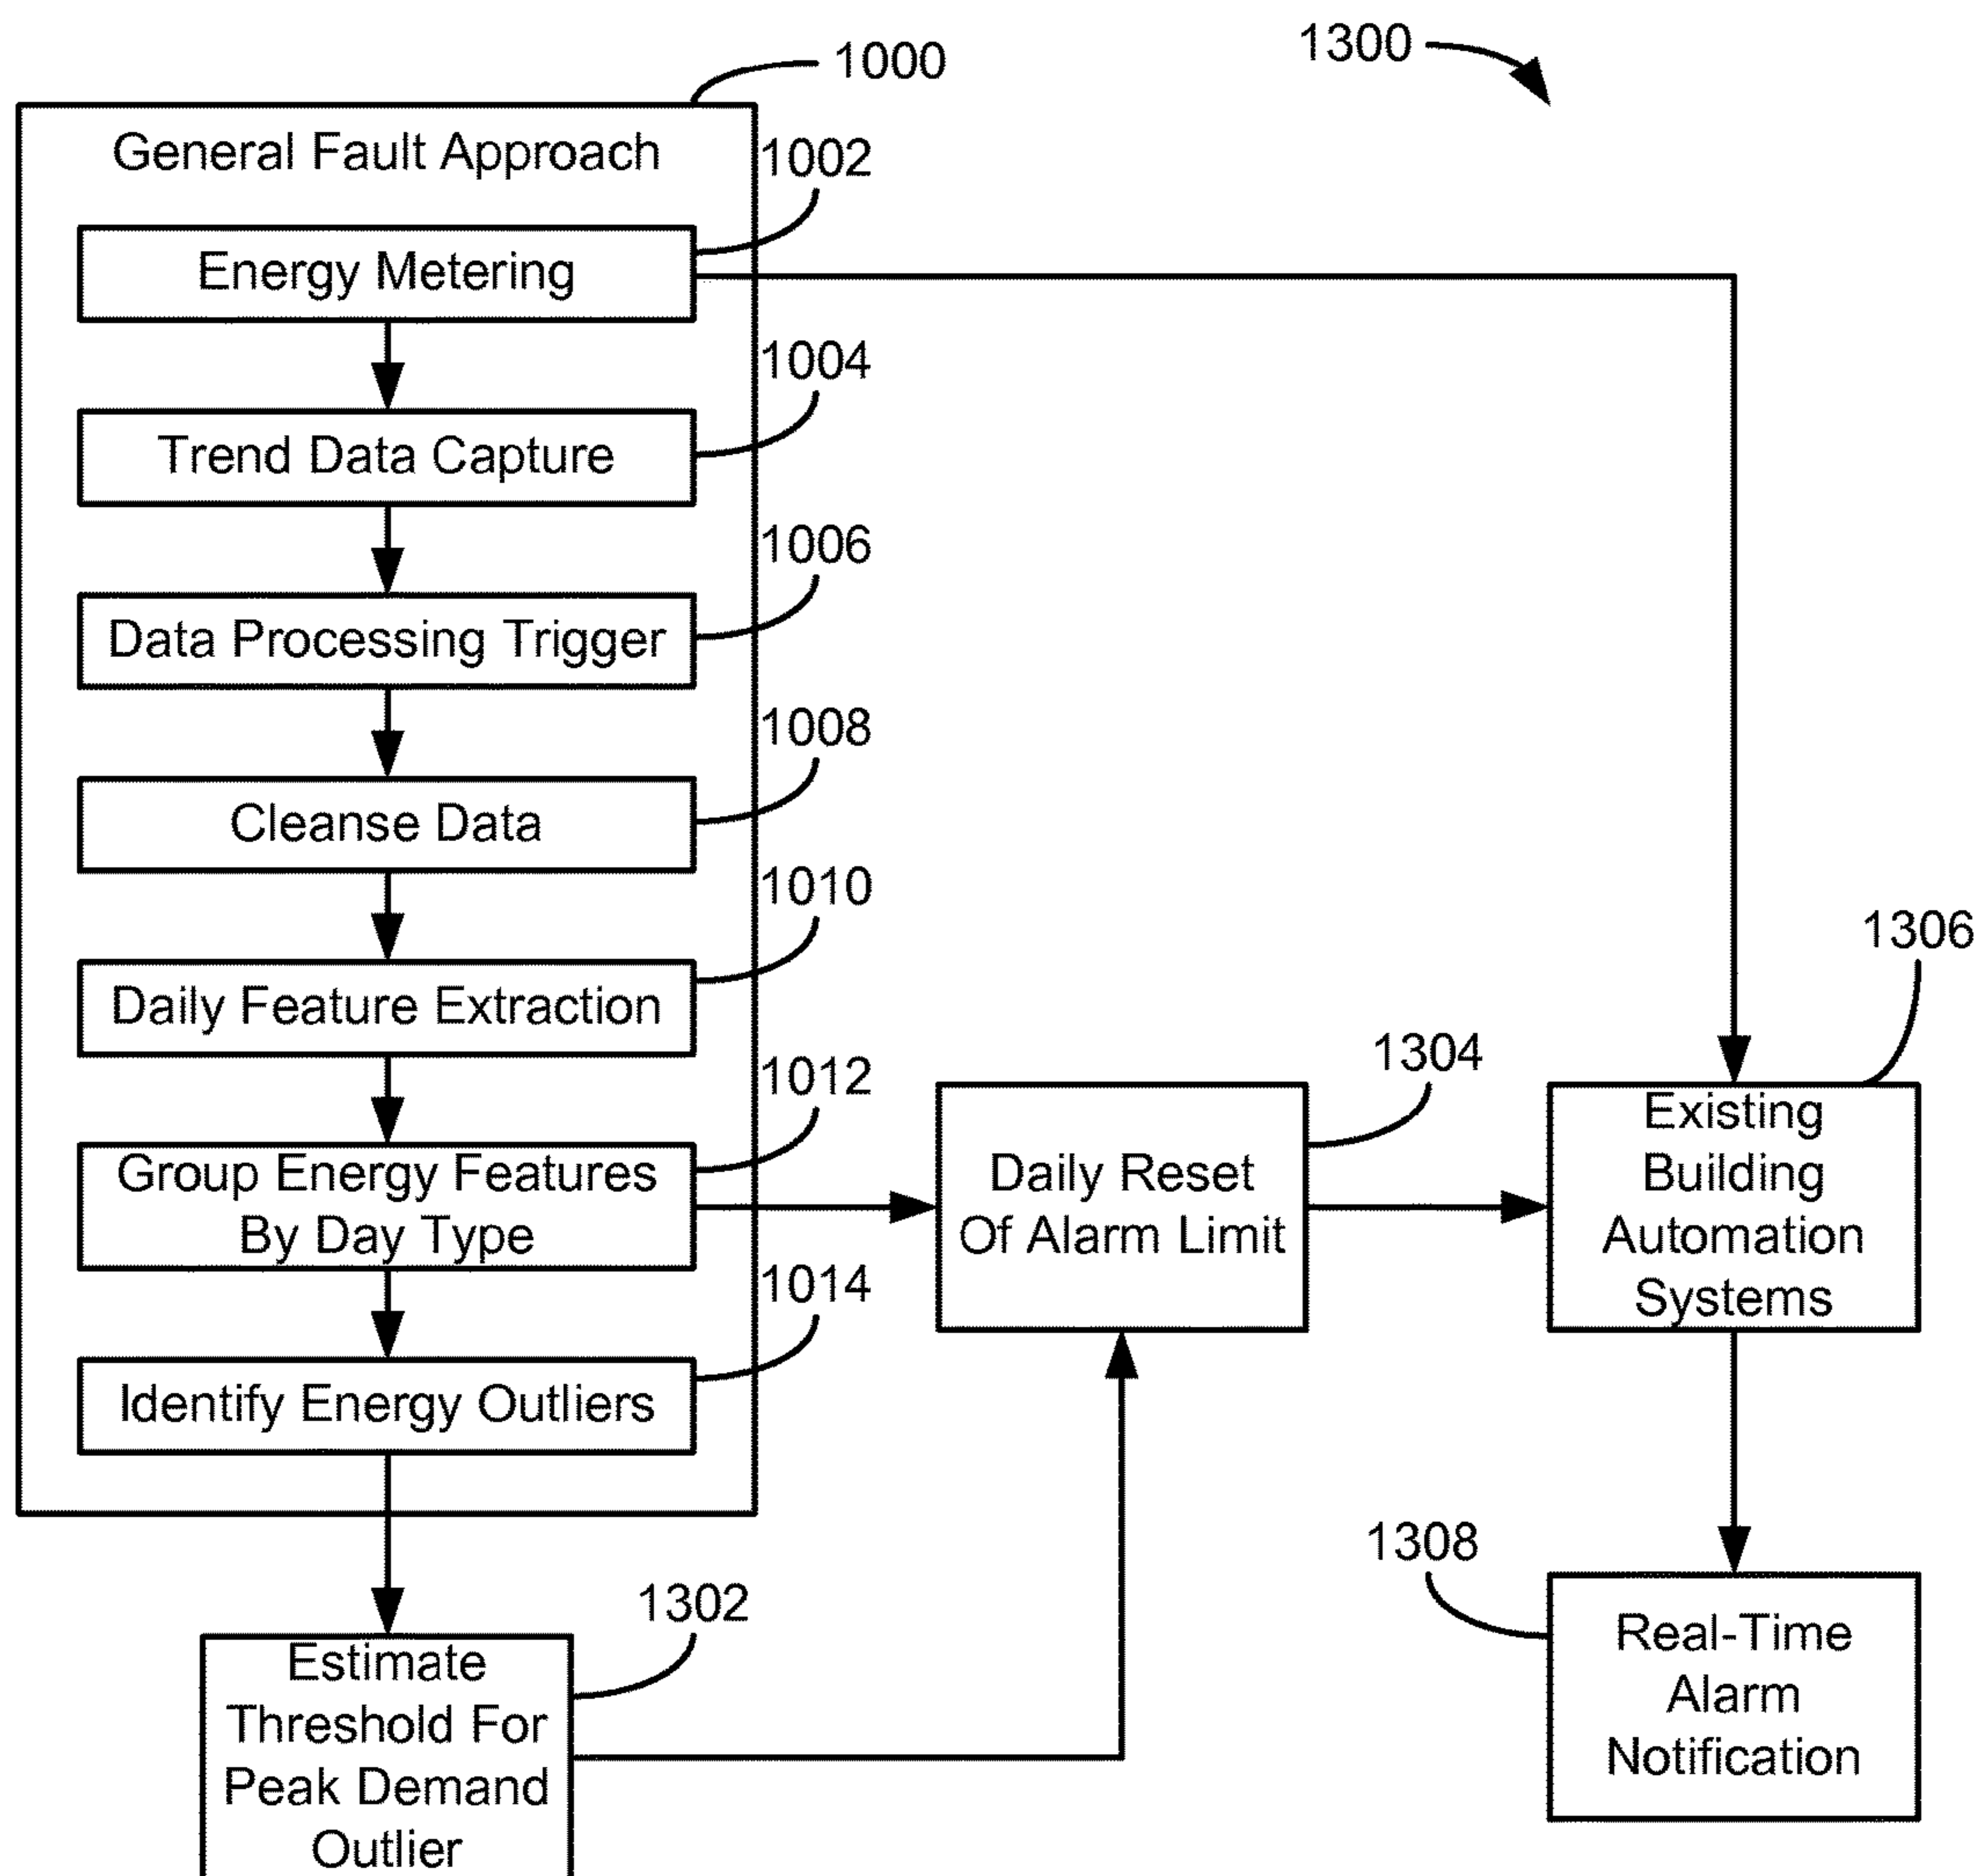 1000
1300
General Fault Approach
1002
Energy Metering
1004
Trend Data Capture
1006
Data Processing Trigger
1008
Cleanse Data
1010
Daily Feature Extraction
1012
Group Energy Features
By Day Type
1014
Identify Energy Outliers
1302
Estimate
Threshold For
Peak Demand
Outlier
1304
Daily Reset
Of Alarm Limit
1306
Existing
Building
Automation
Systems
1308
Real-Time
Alarm
Notification